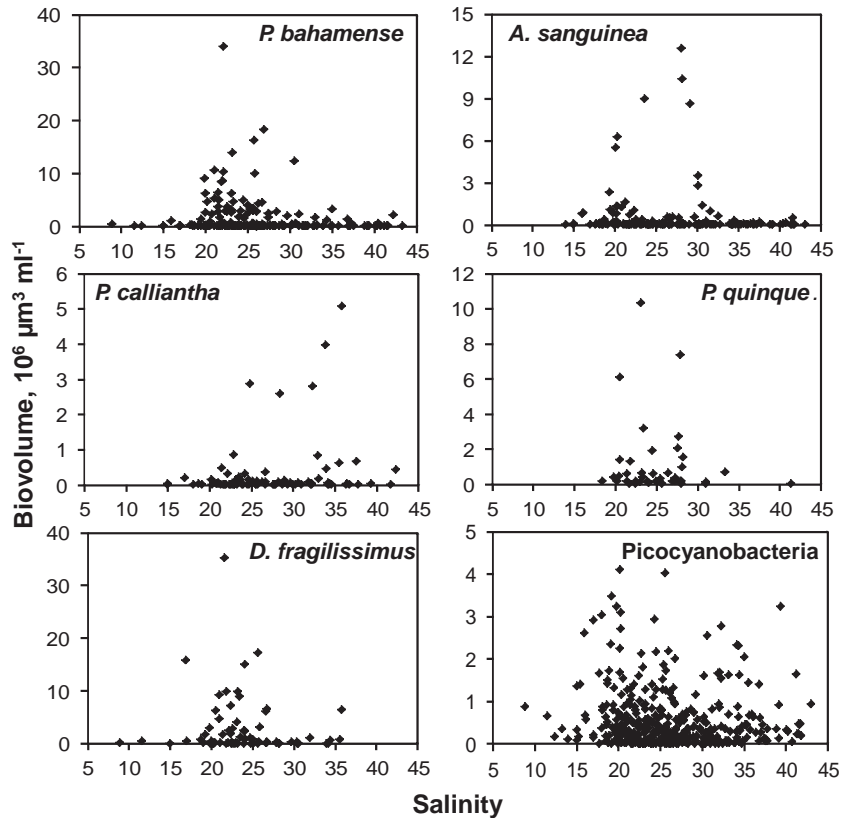 P. bahamense
40
30
20
10
0
5 10 15 20 25 30 35 40 45
A. sanguinea
15
12
9
6
3
0
5 10 15 20 25 30 35 40 45
P. calliantha
6
5
4
3
2
1
0
5 10 15 20 25 30 35 40 45
P. quinque.
12
10
8
6
4
2
0
5 10 15 20 25 30 35 40 45
D. fragilissimus
40
30
20
10
0
5 10 15 20 25 30 35 40 45
Picocyanobacteria
5
4
3
2
1
0
5 10 15 20 25 30 35 40 45
Biovolume, 10⁶ µm³ ml⁻¹
Salinity